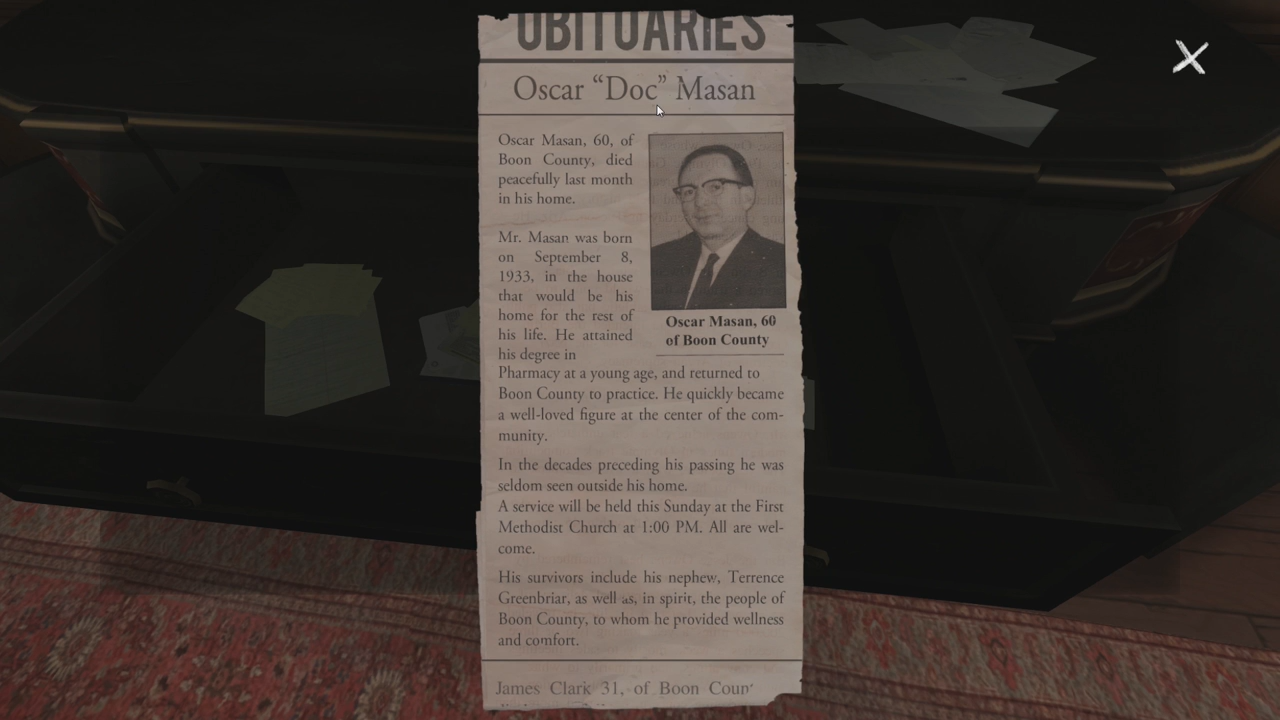 OBITUARIES
Oscar “Doc” Masan
Oscar Masan, 60, of
Boon County, died
peacefully last month
in his home.
Mr. Masan was born
on September 8,
1933, in the house
that would be his
home for the rest of
his life. He attained
his degree in
Pharmacy at a young age, and returned to
Boon County to practice. He quickly became
a well-loved figure at the center of the com-
munity.
Oscar Masan, 60
of Boon County
In the decades preceding his passing he was
seldom seen outside his home.
A service will be held this Sunday at the First
Methodist Church at 1:00 PM. All are wel-
come.
His survivors include his nephew, Terrence
Greenbriar, as well as, in spirit, the people of
Boon County, to whom he provided wellness
and comfort.
James Clark 31, of Boon